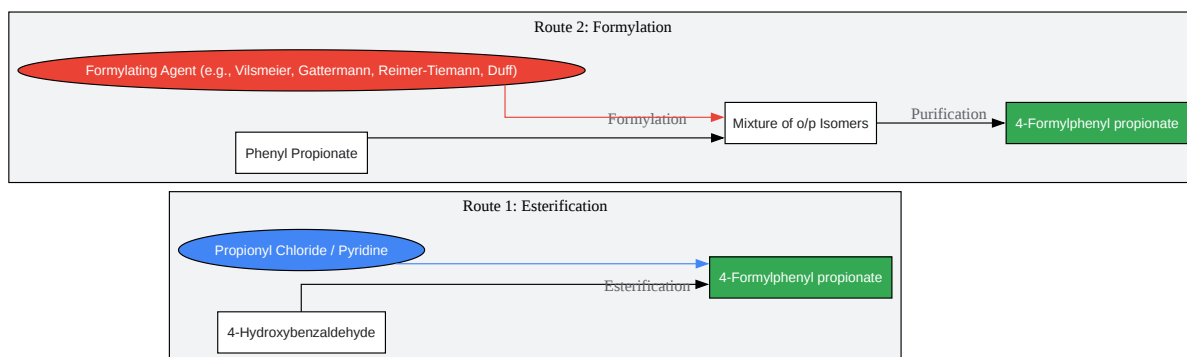 Route 2: Formylation
Formylating Agent (e.g., Vilsmeier, Gattermann, Reimer-Tiemann, Duff)
Formylation
Mixture of o/p Isomers
Purification
4-Formylphenyl propionate
Phenyl Propionate
Route 1: Esterification
Propionyl Chloride / Pyridine
4-Formylphenyl propionate
Esterification
4-Hydroxybenzaldehyde